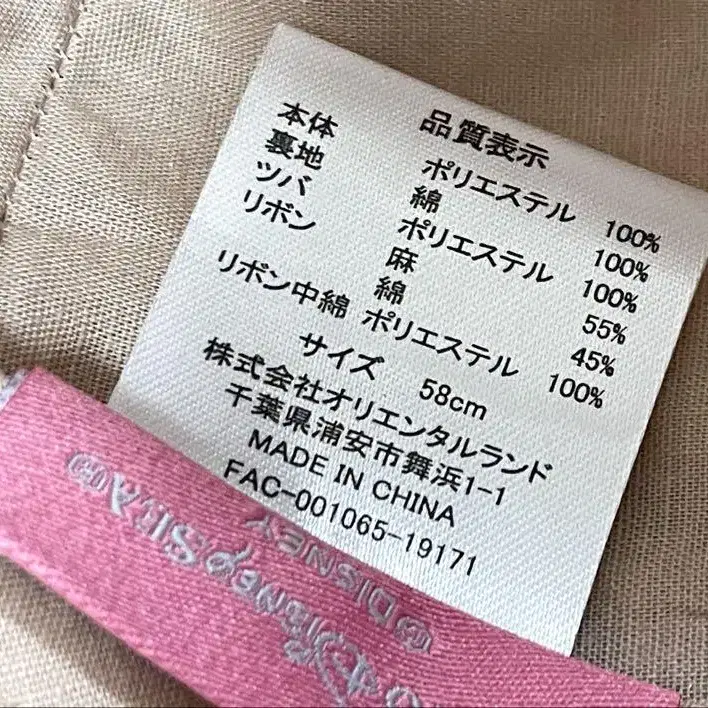 品質表示
本体 ポリエステル 100%
裏地 綿 100%
ツバ ポリエステル 100%
リボン 麻 55%
綿 45%
リボン中綿 ポリエステル 100%
サイズ 58cm
株式会社オリエンタルランド
千葉県浦安市舞浜1-1
MADE IN CHINA
FAC-001065-19171
DISNEY SEA®
© DISNEY